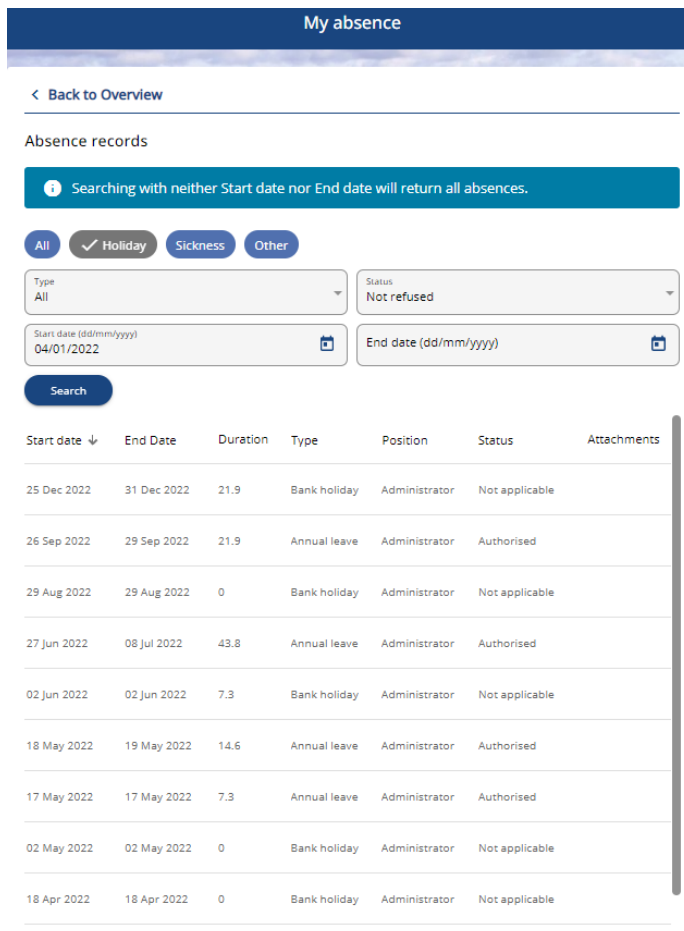 My absence
Back to Overview
Absence records
Searching with neither Start date nor End date will return all absences.
All Holiday Sickness Other
Type Status
All Not refused
Start date (dd/mm/yyyy)
04/01/2022 End date (dd/mm/yyyy)
Search
Start date End Date Duration Type Position Status Attachments
25 Dec 2022 31 Dec 2022 21.9 Bank holiday Administrator Not applicable
26 Sep 2022 29 Sep 2022 21.9 Annual leave Administrator Authorised
29 Aug 2022 29 Aug 2022 0 Bank holiday Administrator Not applicable
27 Jun 2022 08 Jul 2022 43.8 Annual leave Administrator Authorised
02 Jun 2022 02 Jun 2022 7.3 Bank holiday Administrator Not applicable
18 May 2022 19 May 2022 14.6 Annual leave Administrator Authorised
17 May 2022 17 May 2022 7.3 Annual leave Administrator Authorised
02 May 2022 02 May 2022 0 Bank holiday Administrator Not applicable
18 Apr 2022 18 Apr 2022 0 Bank holiday Administrator Not applicable